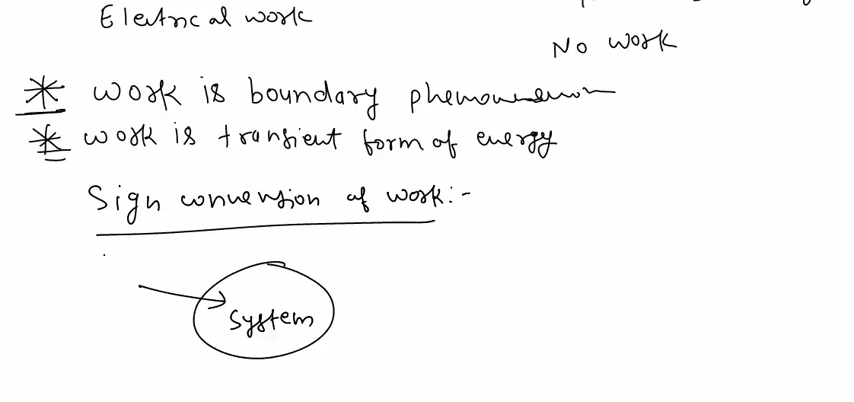 Electrical work
No work
* work is boundary phenomenon
* work is transient form of energy
Sign convension of work:-
System